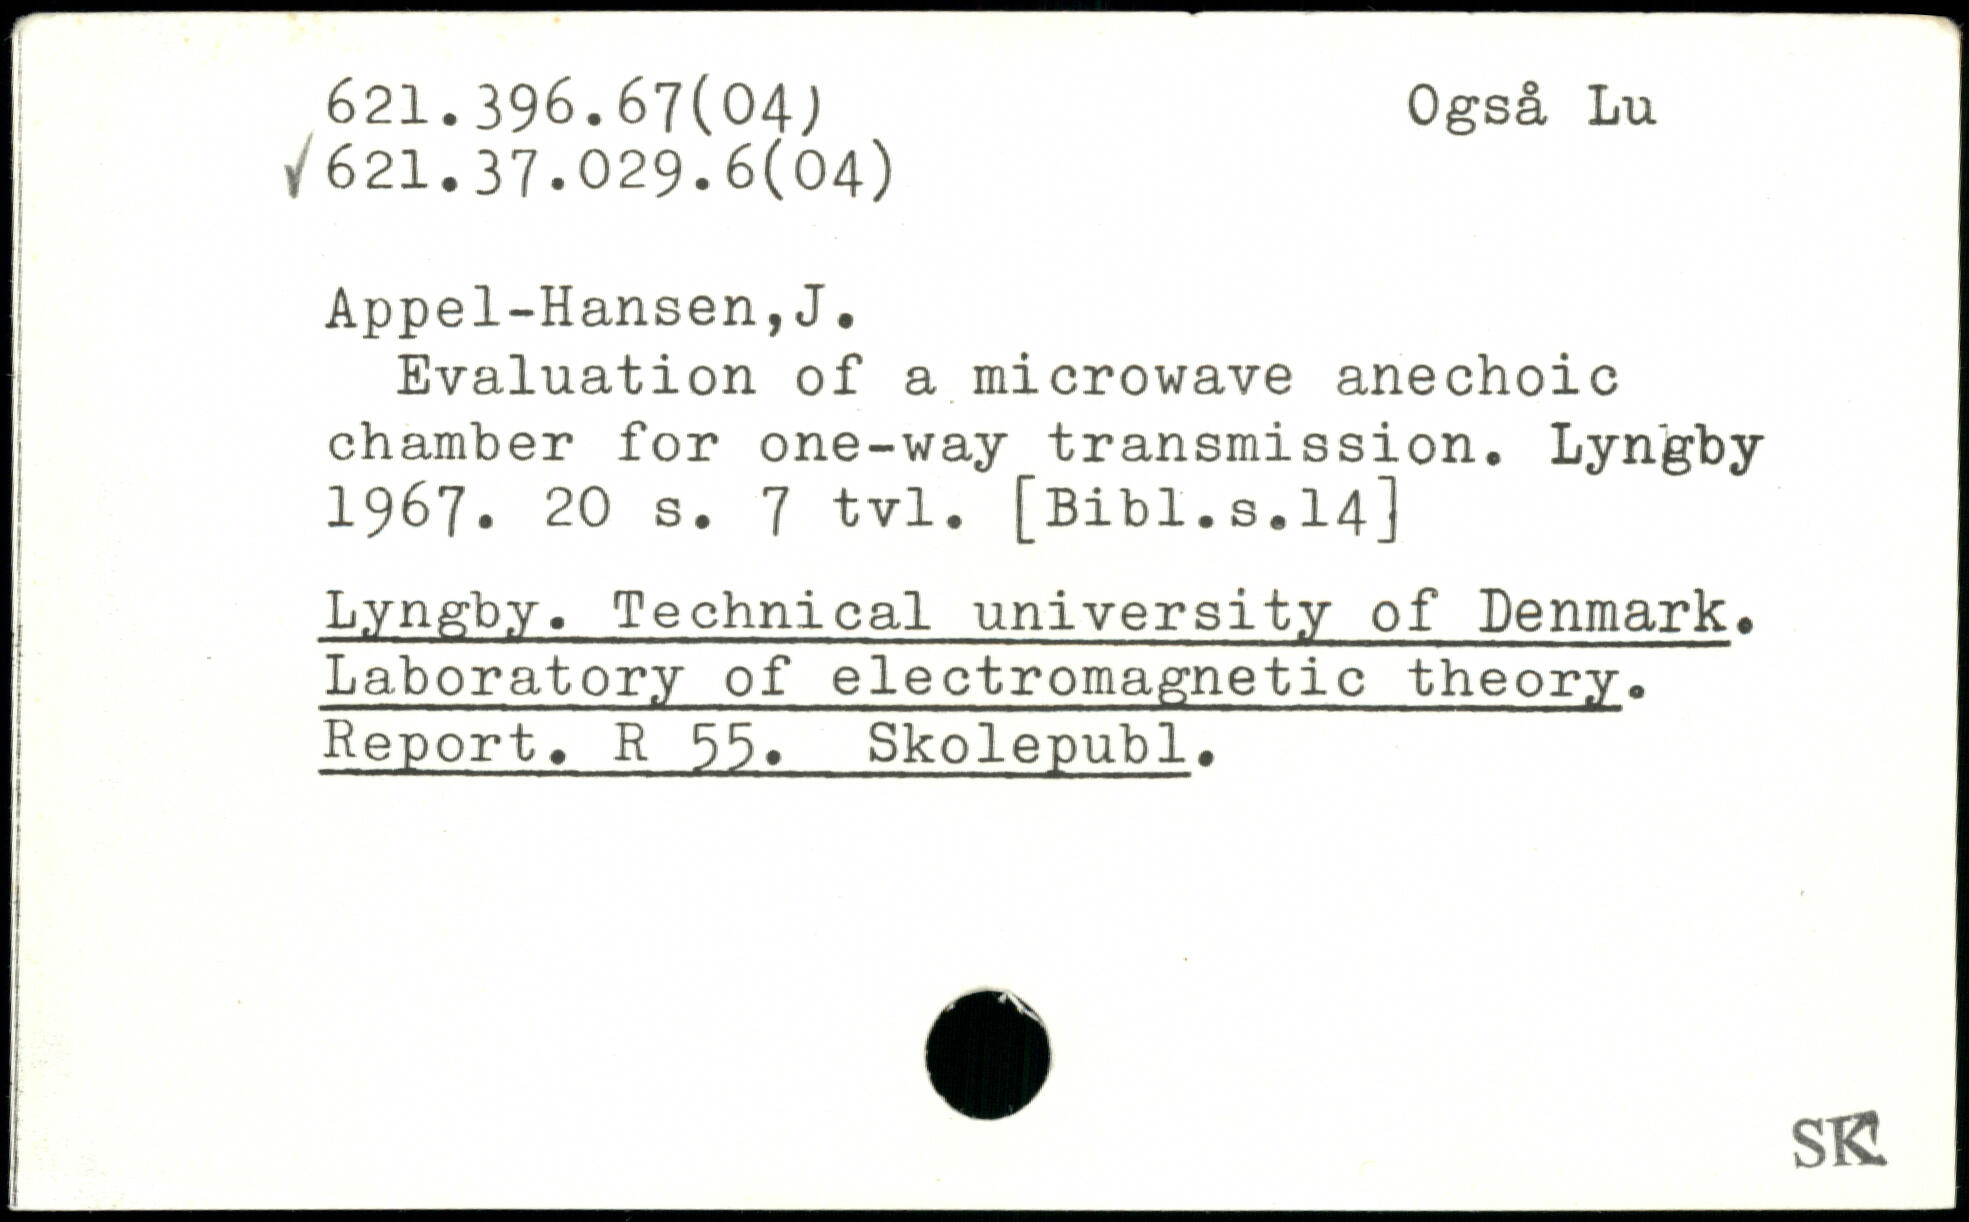 621.396.67(04) Også Lu
✓621.37.029.6(04)
Appel-Hansen,J.
Evaluation of a microwave anechoic
chamber for one-way transmission. Lyngby
1967. 20 s. 7 tvl. [Bibl.s.14]
Lyngby. Technical university of Denmark.
Laboratory of electromagnetic theory.
Report. R 55. Skolepubl.
SK